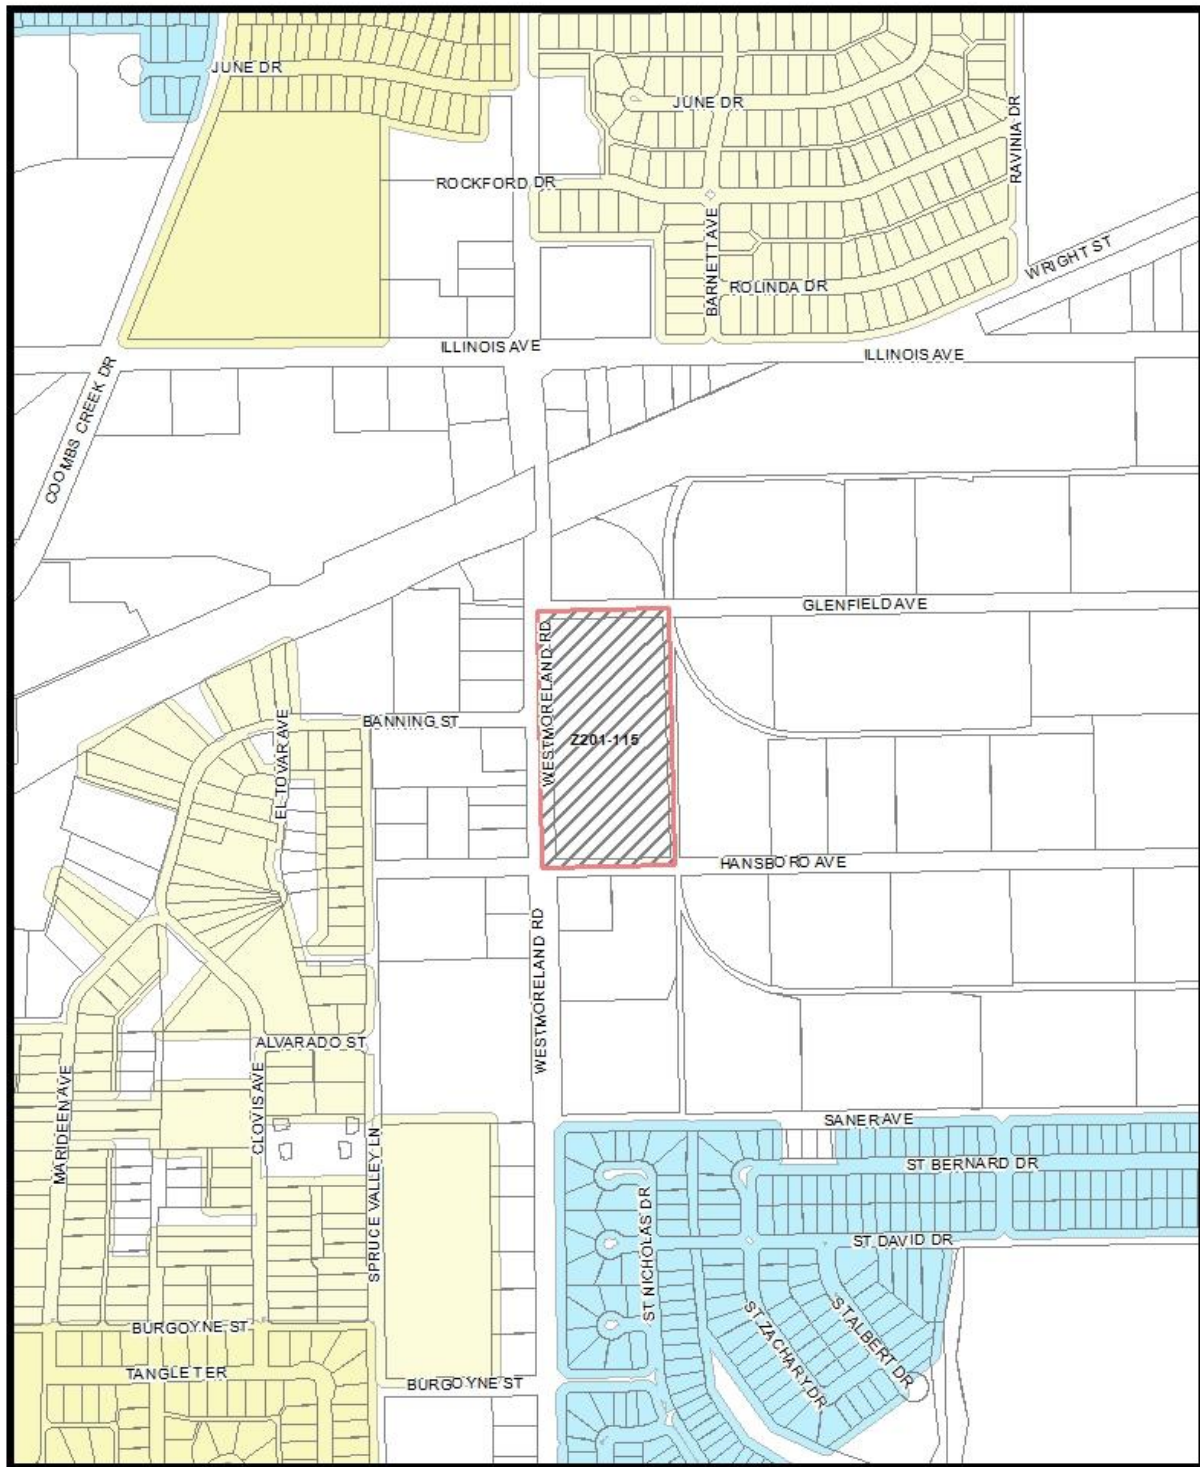 JUNE DR
JUNE DR
RAVINIA DR
ROCKFORD DR
BARNETT AVE
WRIGHT ST
ROLINDA DR
ILLINOIS AVE
ILLINOIS AVE
COOMBS CREEK DR
GLENFIELD AVE
WESTMORELAND RD
BANNING ST
EL TOVAR AVE
Z201-115
HANSBORO AVE
WESTMORELAND RD
ALVARADO ST
MARIDEEN AVE
CLOVIS AVE
SANER AVE
SPRUCE VALLEY LN
ST BERNARD DR
ST NICHOLAS DR
ST DAVID DR
ST ZACHARY DR
ST ALBERT DR
BURGOYNE ST
TANGLE TER
BURGOYNE ST